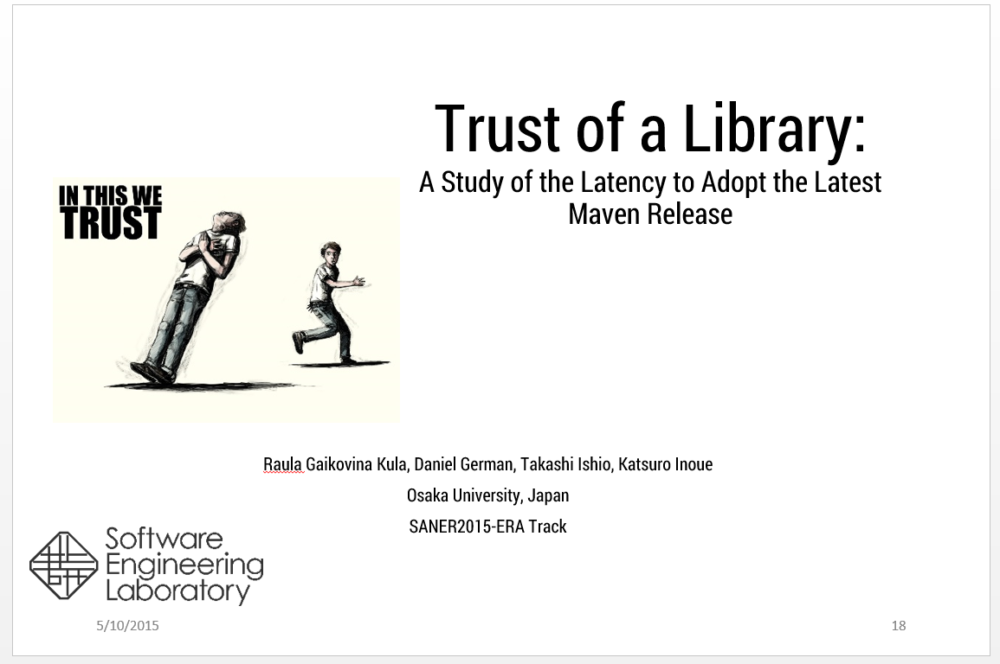 Trust of a Library:
A Study of the Latency to Adopt the Latest
Maven Release
IN THIS WE
TRUST
Raula Gaikovina Kula, Daniel German, Takashi Ishio, Katsuro Inoue
Osaka University, Japan
SANER2015-ERA Track
Software
Engineering
Laboratory
5/10/2015
18